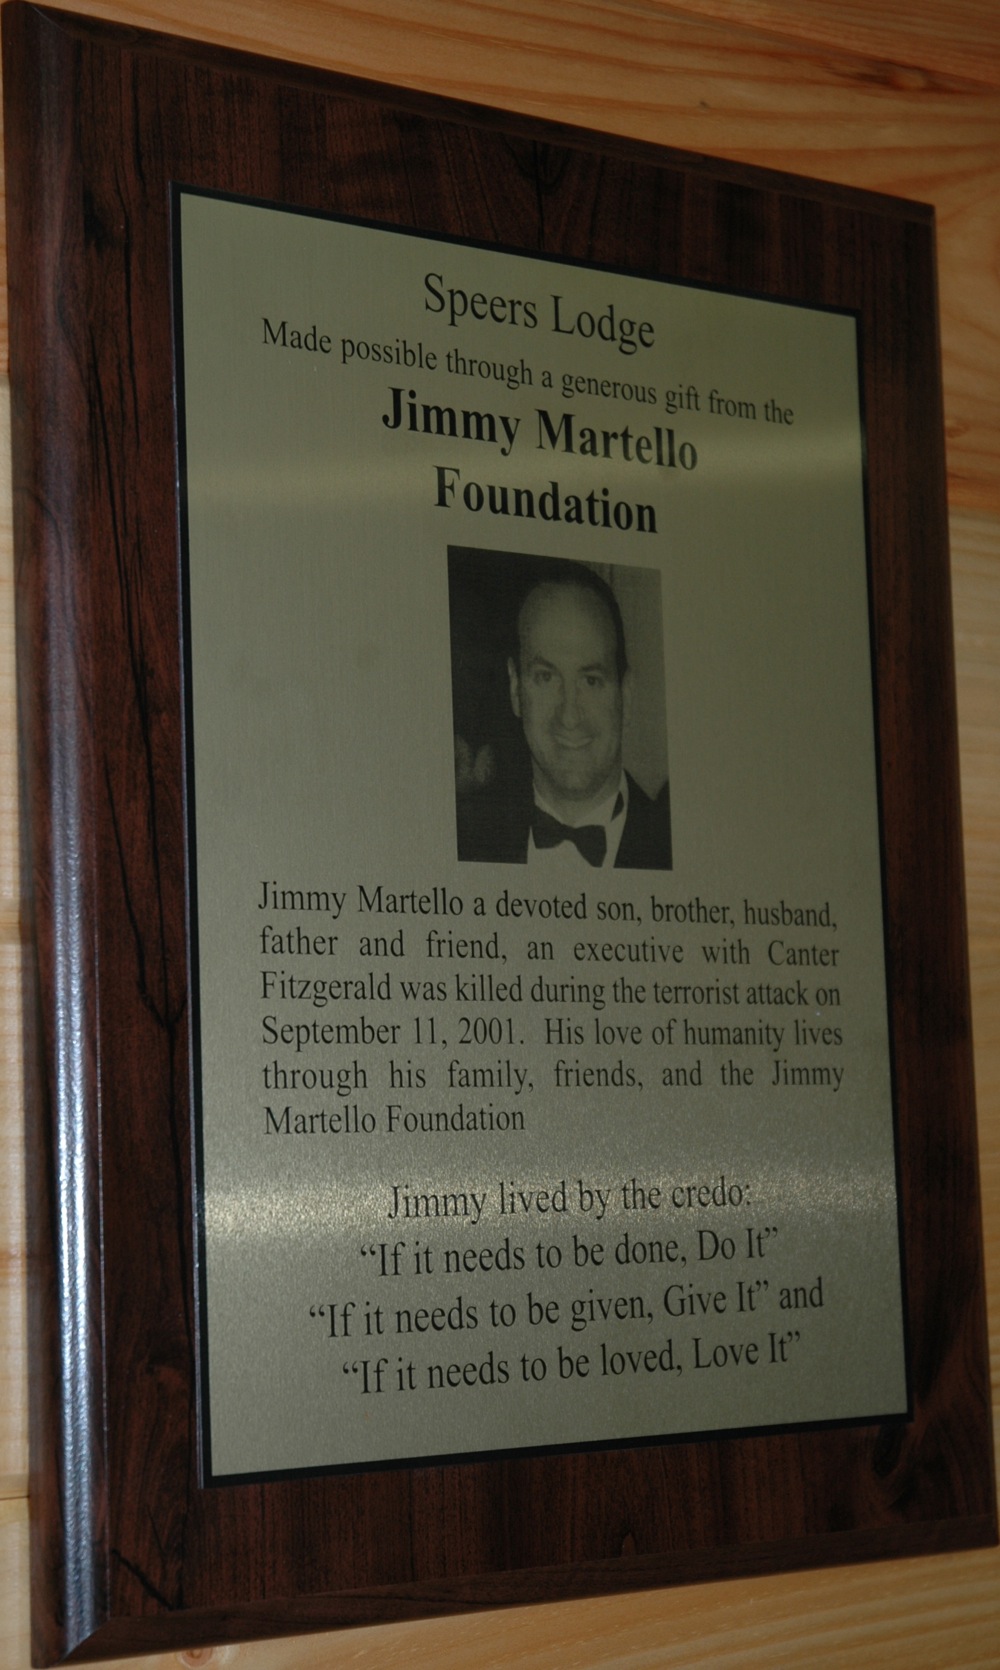 Speers Lodge
Made possible through a generous gift from the
Jimmy Martello
Foundation
Jimmy Martello a devoted son, brother, husband,
father and friend, an executive with Canter
Fitzgerald was killed during the terrorist attack on
September 11, 2001. His love of humanity lives
through his family, friends, and the Jimmy
Martello Foundation
Jimmy lived by the credo:
“If it needs to be done, Do It”
“If it needs to be given, Give It” and
“If it needs to be loved, Love It”